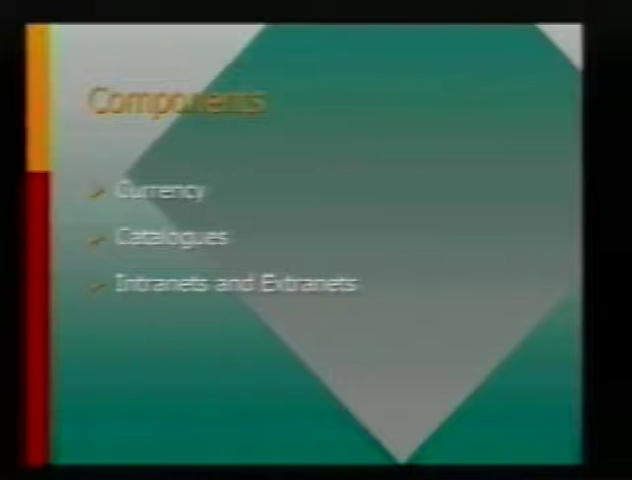 Components
Currency
Catalogues
Intranets and Extranets